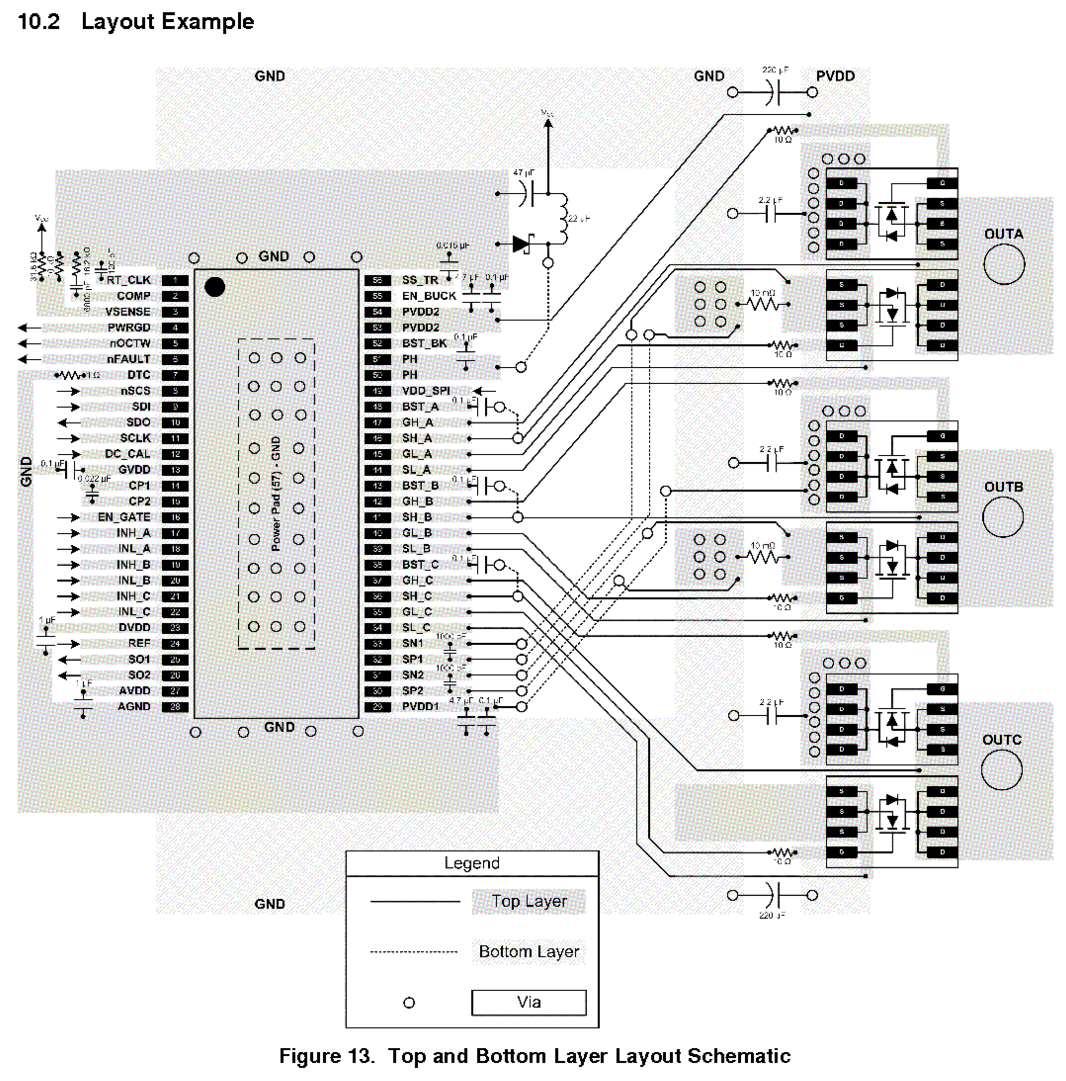 10.2 Layout Example
GND
GND
220 µF
PVDD
Vcc
10 Ω
47 µF
22 µF
2.2 µF
OUTA
Vcc
0.015 µF
GND
4.7 µF
0.1 µF
10 mΩ
RT_CLK 1
COMP 2
VSENSE 3
PWRGD 4
nOCTW 5
nFAULT 6
DTC 7
nSCS 8
SDI 9
SDO 10
SCLK 11
DC_CAL 12
GVDD 13
CP1 14
CP2 15
EN_GATE 16
INH_A 17
INL_A 18
INH_B 19
INL_B 20
INH_C 21
INL_C 22
DVDD 23
REF 24
SO1 25
SO2 26
AVDD 27
AGND 28
1 Ω
GND
0.1 µF
0.022 µF
1 µF
1 µF
Power Pad (57) - GND
56 SS_TR
55 EN_BUCK
54 PVDD2
53 PVDD2
52 BST_BK
51 PH
50 PH
49 VDD_SPI
48 BST_A
47 GH_A
46 SH_A
45 GL_A
44 SL_A
43 BST_B
42 GH_B
41 SH_B
40 GL_B
39 SL_B
38 BST_C
37 GH_C
36 SH_C
35 GL_C
34 SL_C
33 SN1
32 SP1
31 SN2
30 SP2
29 PVDD1
0.1 µF
0.1 µF
0.1 µF
0.1 µF
1000 pF
1000 pF
4.7 µF
0.1 µF
GND
10 Ω
10 Ω
2.2 µF
OUTB
10 mΩ
10 Ω
10 Ω
2.2 µF
OUTC
10 Ω
220 µF
D
D
D
D
G
S
S
S
S
S
S
G
D
D
D
D
D
D
D
D
G
S
S
S
S
S
S
G
D
D
D
D
D
D
D
D
G
S
S
S
S
S
S
G
D
D
D
D
GND
Legend
Top Layer
Bottom Layer
Via
Figure 13. Top and Bottom Layer Layout Schematic